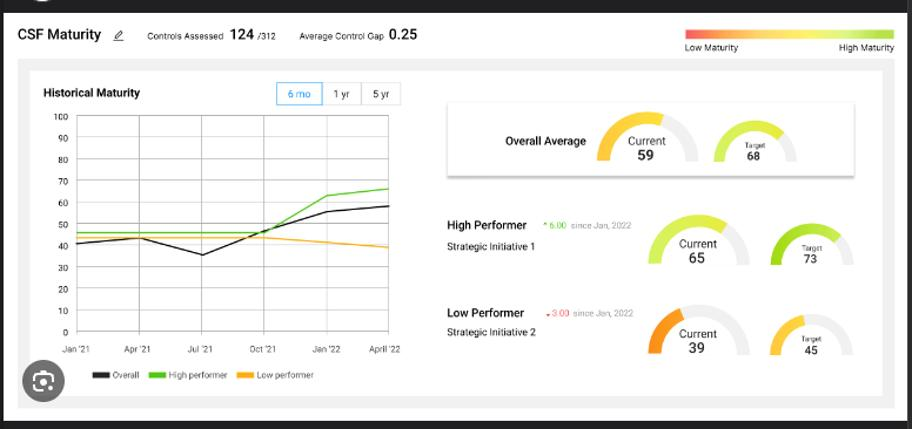 CSF Maturity Controls Assessed 124 /312 Average Control Gap 0.25
Low Maturity High Maturity
Historical Maturity 6 mo 1 yr 5 yr
100
90
80
70
60
50
40
30
20
10
0
Jan '21 Apr '21 Jul '21 Oct '21 Jan '22 April '22
Overall High performer Low performer
Overall Average
Current
59
Target
68
High Performer 6.00 since Jan, 2022
Strategic Initiative 1
Current
65
Target
73
Low Performer 3.00 since Jan, 2022
Strategic Initiative 2
Current
39
Target
45